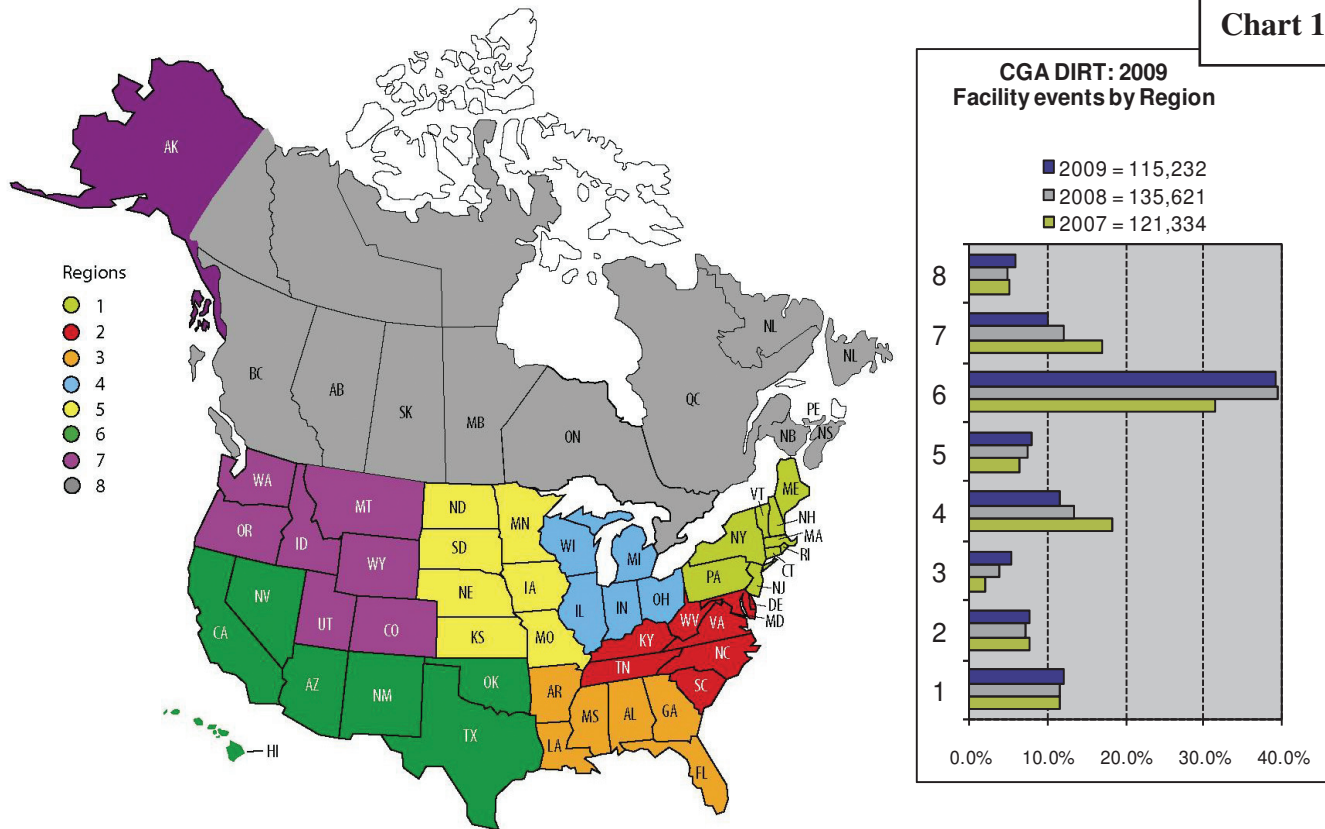 Chart 1
CGA DIRT: 2009
Facility events by Region
2009 = 115,232
2008 = 135,621
2007 = 121,334
8
7
6
5
4
3
2
1
0.0% 10.0% 20.0% 30.0% 40.0%
Regions
1
2
3
4
5
6
7
8
AK
BC
AB
SK
MB
ON
QC
NL
NL
PE
NB
NS
WA
OR
ID
MT
WY
UT
CO
CA
NV
AZ
NM
OK
TX
HI
ND
SD
NE
KS
MN
IA
MO
WI
MI
IL
IN
OH
KY
TN
WV
VA
NC
SC
AR
LA
MS
AL
GA
FL
ME
VT
NH
MA
RI
CT
NY
PA
NJ
DE
MD